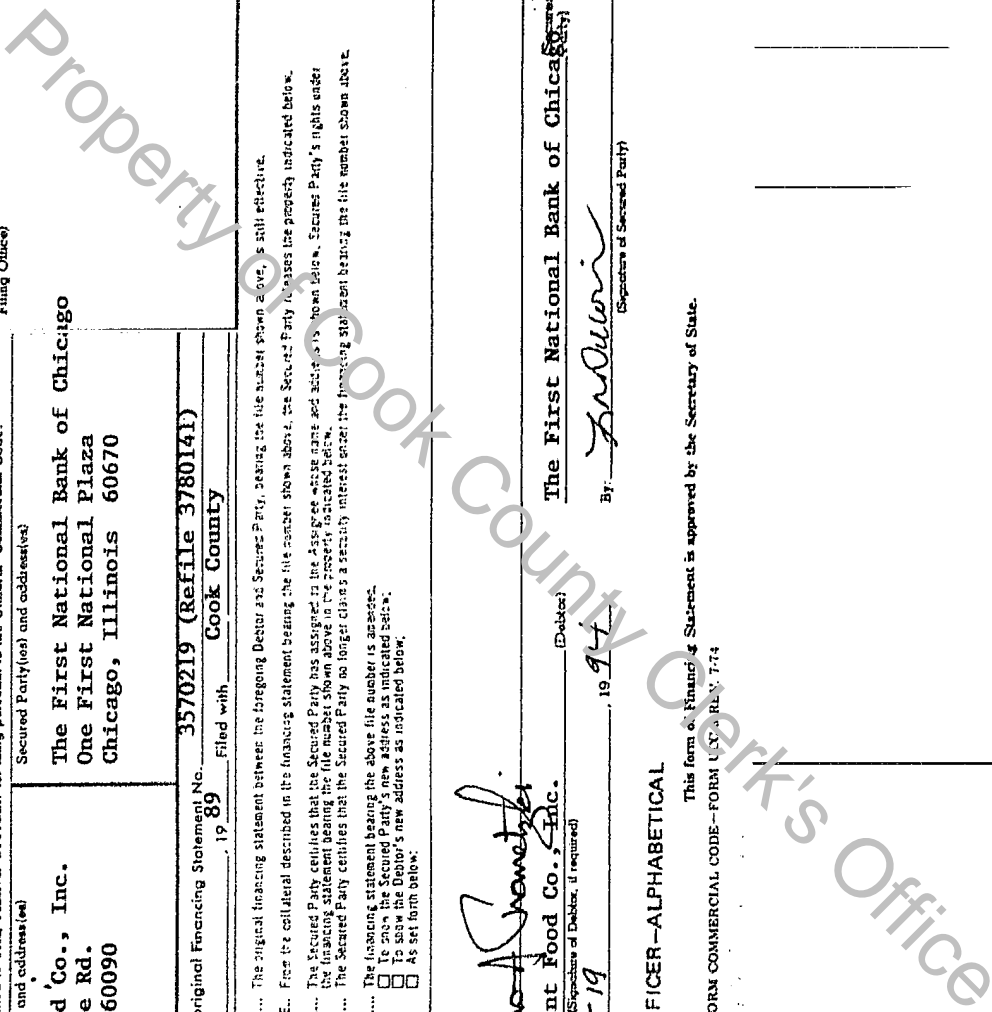 Filing Office)
and address(es)
d Co., Inc.
e Rd.
60090
Secured Party(ies) and address(es)
The First National Bank of Chicago
One First National Plaza
Chicago, Illinois 60670
original Financing Statement No. 3570219 (Refile 3780141)
, 19 89 Filed with Cook County
... The original financing statement between the foregoing Debtor and Secured Party, bearing the file number shown above, is still effective.
E.. From the collateral described in the financing statement bearing the file number shown above, the Secured Party releases the property indicated below.
... The Secured Party certifies that the Secured Party has assigned to the Assignee whose name and address is shown below, Secured Party's rights under
the financing statement bearing the file number shown above in the property indicated below.
... The Secured Party certifies that the Secured Party no longer claims a security interest under the financing statement bearing the file number shown above.
.... The financing statement bearing the above file number is amended.
☐ To show the Secured Party's new address as indicated below;
☐ To show the Debtor's new address as indicated below;
☐ As set forth below:
nt Food Co., Inc.
(Debtor)
(Signature of Debtor, if required)
-19 , 19 94
The First National Bank of Chicago
(Secured Party)
By:
(Signature of Secured Party)
FICER—ALPHABETICAL
This form of Financing Statement is approved by the Secretary of State.
ORM COMMERCIAL CODE—FORM UCC-3 REV. 7-74
Property of Cook County Clerk's Office